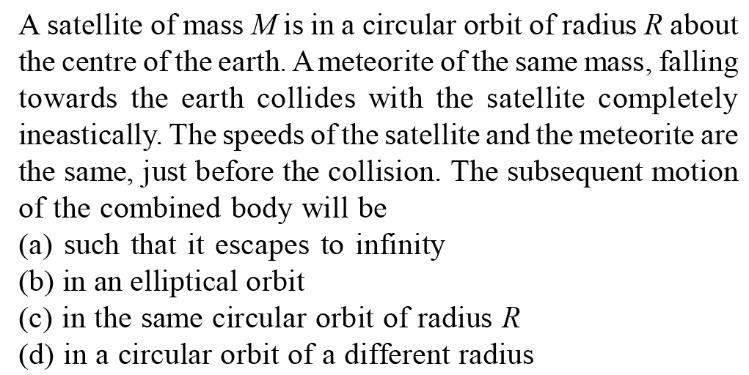 A satellite of mass M is in a circular orbit of radius R about
the centre of the earth. A meteorite of the same mass, falling
towards the earth collides with the satellite completely
ineastically. The speeds of the satellite and the meteorite are
the same, just before the collision. The subsequent motion
of the combined body will be
(a) such that it escapes to infinity
(b) in an elliptical orbit
(c) in the same circular orbit of radius R
(d) in a circular orbit of a different radius